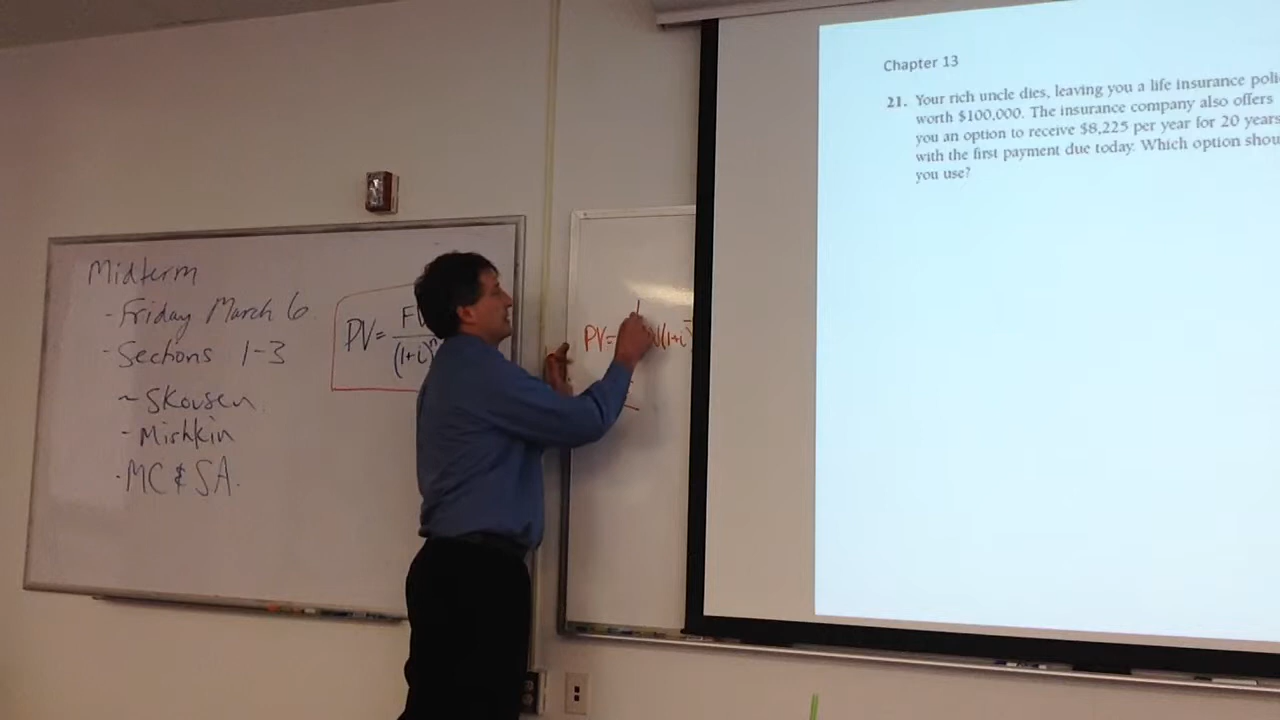 Midterm
- Friday March 6.
- Sections 1-3
~ Skousen
- Mishkin
· MC & SA.
PV=
(1+i)
PV=
(1+i)
Chapter 13
21. Your rich uncle dies, leaving you a life insurance
worth $100,000. The insurance company also offers
you an option to receive $8,225 per year for 20 years
with the first payment due today. Which option
you use?